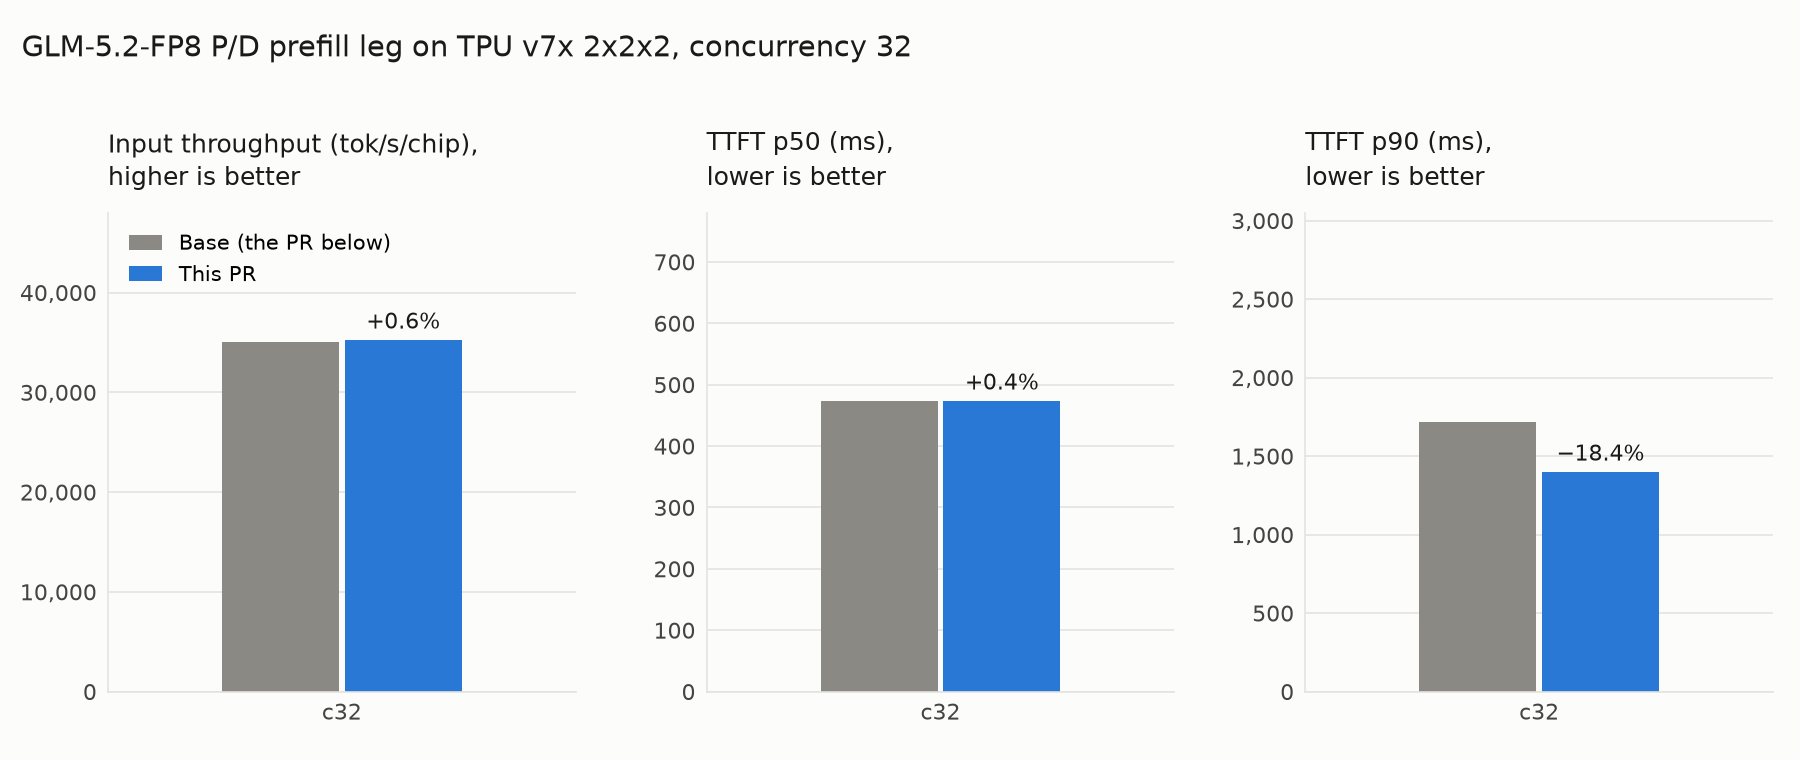 GLM-5.2-FP8 P/D prefill leg on TPU v7x 2x2x2, concurrency 32
Input throughput (tok/s/chip),
higher is better
Base (the PR below)
This PR
40,000
30,000
20,000
10,000
0
+0.6%
c32
TTFT p50 (ms),
lower is better
700
600
500
400
300
200
100
0
+0.4%
c32
TTFT p90 (ms),
lower is better
3,000
2,500
2,000
1,500
1,000
500
0
−18.4%
c32